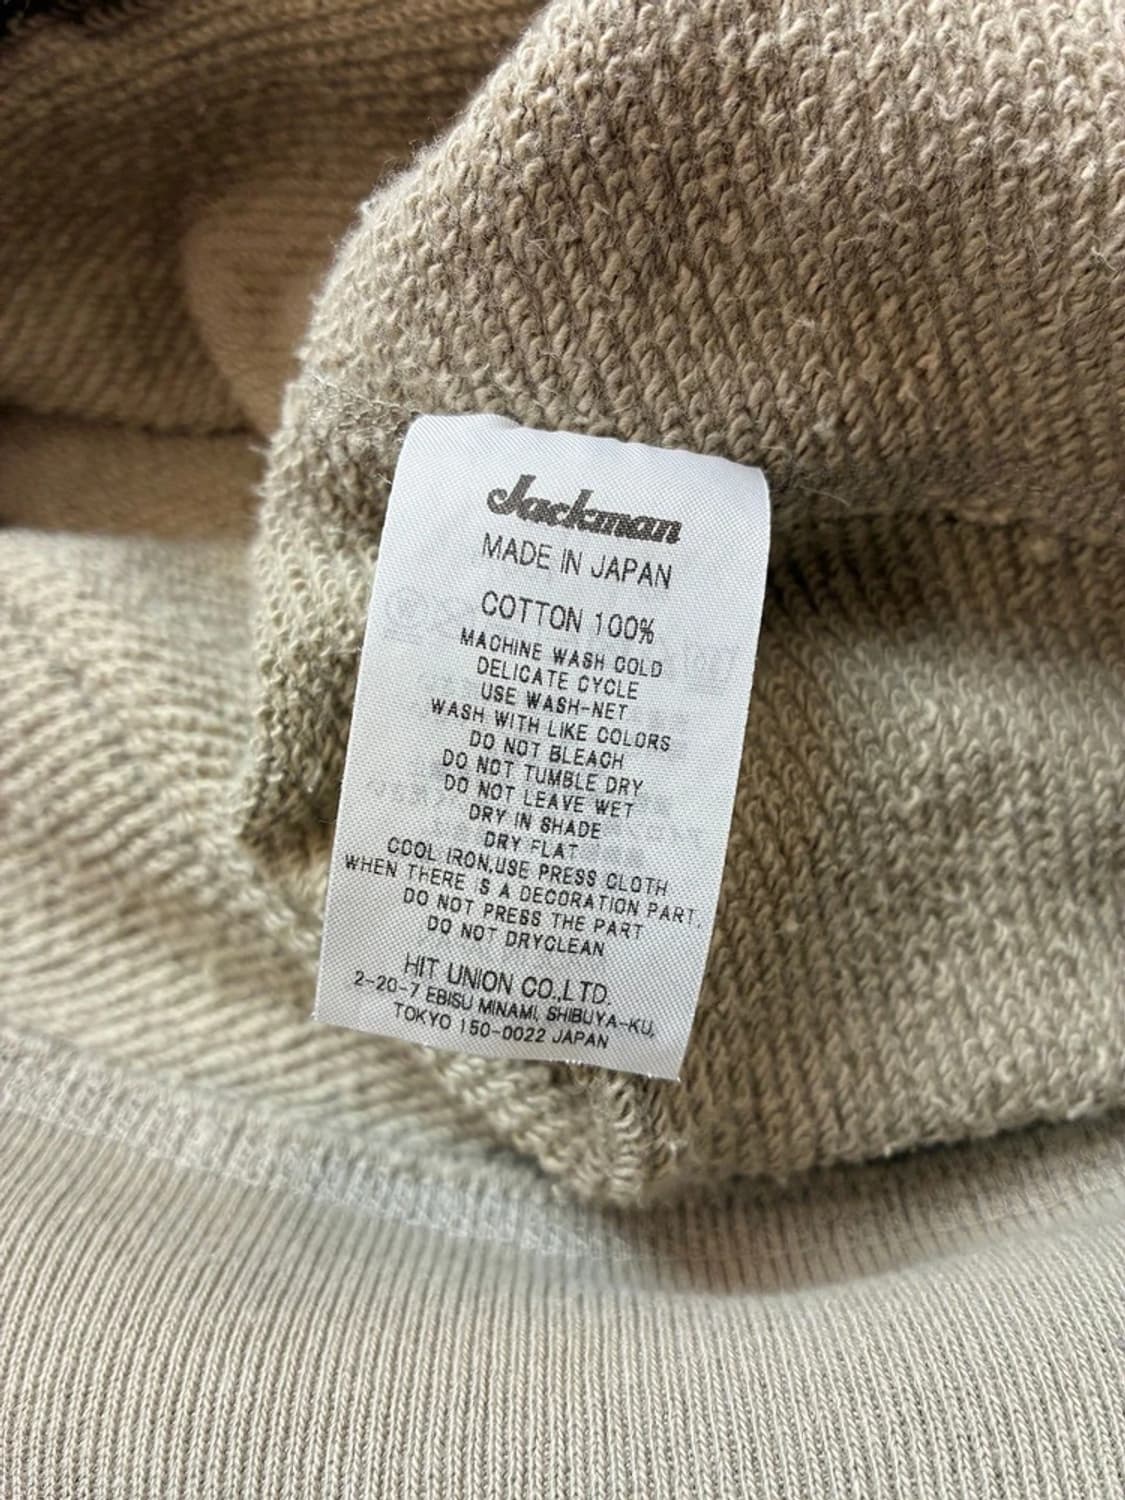 Jackman
MADE IN JAPAN
COTTON 100%
MACHINE WASH COLD
DELICATE CYCLE
USE WASH-NET
WASH WITH LIKE COLORS
DO NOT BLEACH
DO NOT TUMBLE DRY
DO NOT LEAVE WET
DRY IN SHADE
DRY FLAT
COOL IRON,USE PRESS CLOTH
WHEN THERE IS A DECORATION PART,
DO NOT PRESS THE PART
DO NOT DRYCLEAN
HIT UNION CO.,LTD.
2-20-7 EBISU MINAMI, SHIBUYA-KU,
TOKYO 150-0022 JAPAN